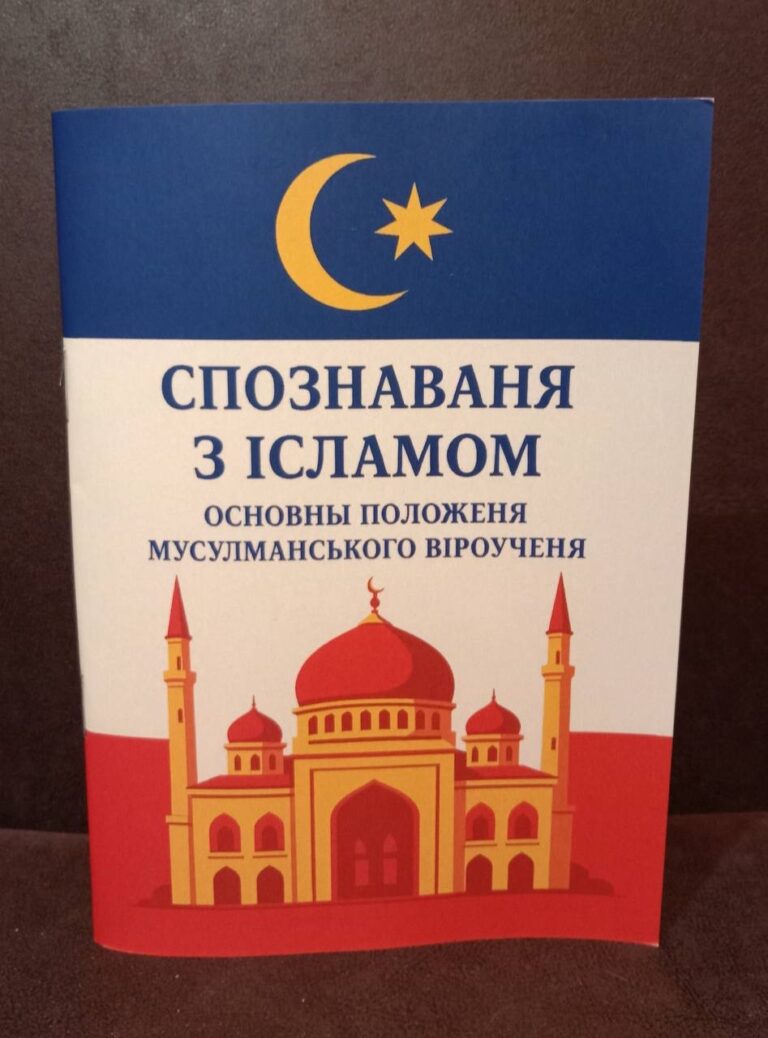 СПОЗНАВАНЯ
З ІСЛАМОМ
ОСНОВНЫ ПОЛОЖЕНЯ
МУСУЛМАНСЬКОГО ВІРОУЧЕНЯ